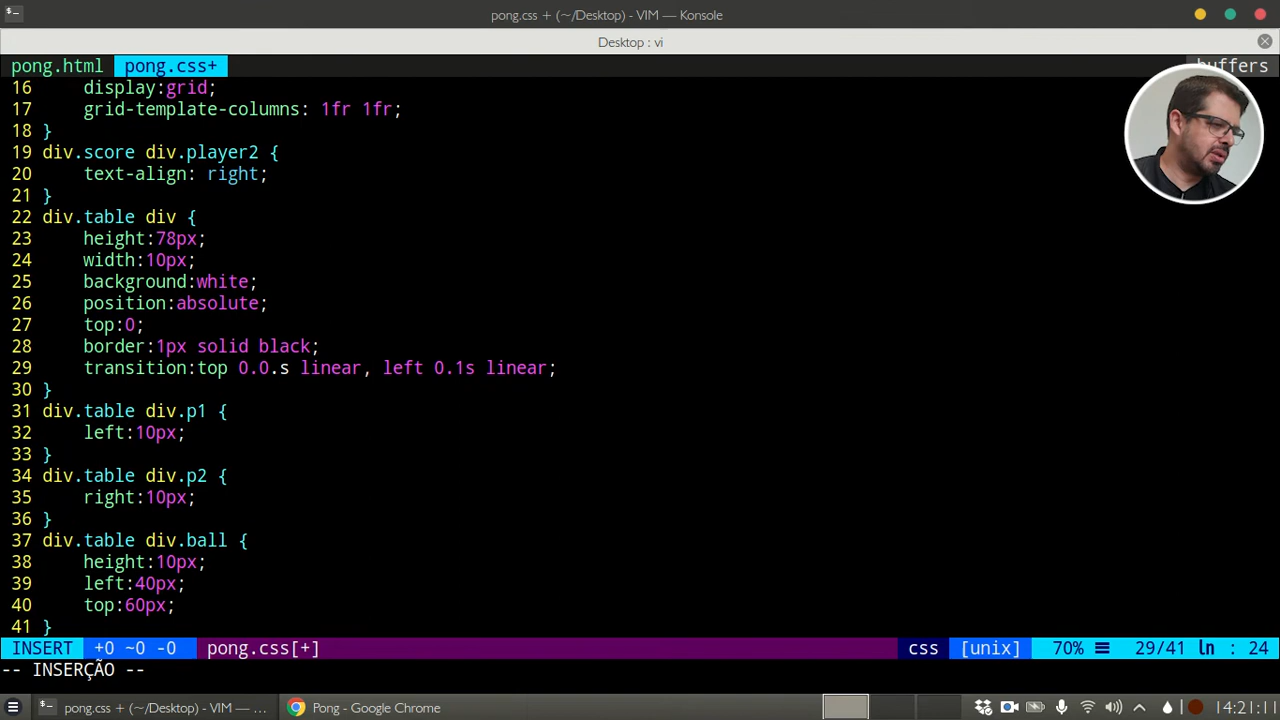 pong.css + (~/Desktop) - VIM — Konsole
Desktop : vi
pong.html pong.css+ buffers
16 display:grid;
17 grid-template-columns: 1fr 1fr;
18 }
19 div.score div.player2 {
20 text-align: right;
21 }
22 div.table div {
23 height:78px;
24 width:10px;
25 background:white;
26 position:absolute;
27 top:0;
28 border:1px solid black;
29 transition:top 0.0.s linear, left 0.1s linear;
30 }
31 div.table div.p1 {
32 left:10px;
33 }
34 div.table div.p2 {
35 right:10px;
36 }
37 div.table div.ball {
38 height:10px;
39 left:40px;
40 top:60px;
41 }
INSERT +0 ~0 -0 pong.css[+] css [unix] 70% ☰ 29/41 ln : 24
-- INSERÇÃO --
pong.css + (~/Desktop) - VIM — ... Pong - Google Chrome 14:21:11